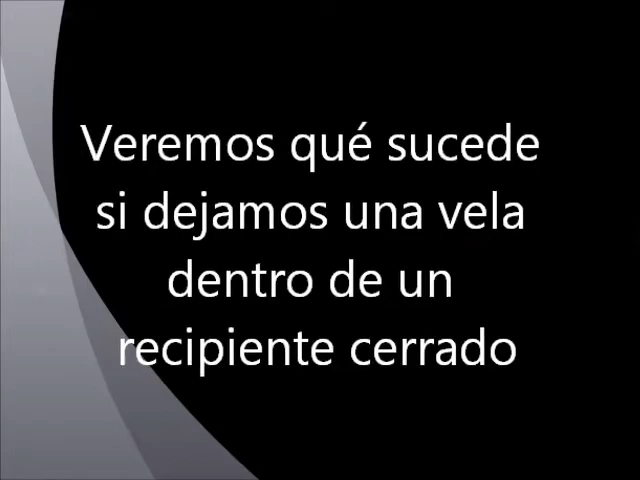 Veremos qué sucede
si dejamos una vela
dentro de un
recipiente cerrado